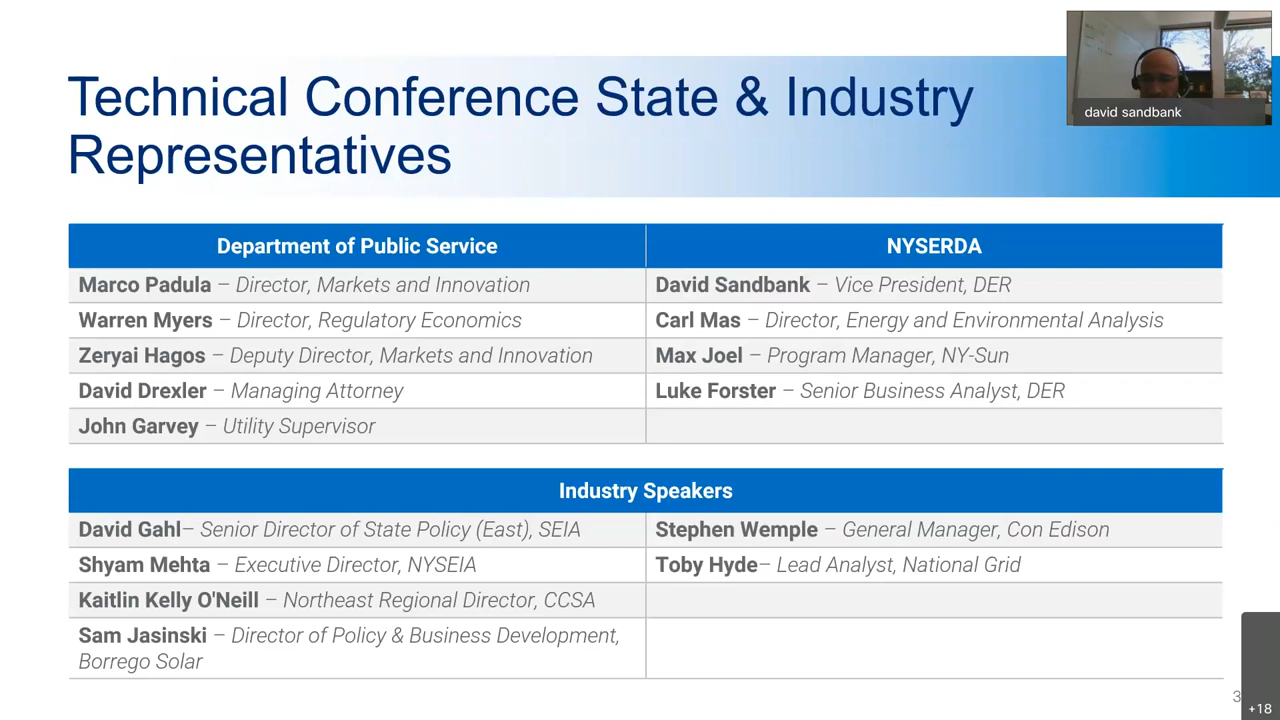 Technical Conference State & Industry
Representatives
david sandbank
Department of Public Service
NYSERDA
Marco Padula – Director, Markets and Innovation
David Sandbank – Vice President, DER
Warren Myers – Director, Regulatory Economics
Carl Mas – Director, Energy and Environmental Analysis
Zeryai Hagos – Deputy Director, Markets and Innovation
Max Joel – Program Manager, NY-Sun
David Drexler – Managing Attorney
Luke Forster – Senior Business Analyst, DER
John Garvey – Utility Supervisor
Industry Speakers
David Gahl– Senior Director of State Policy (East), SEIA
Stephen Wemple – General Manager, Con Edison
Shyam Mehta – Executive Director, NYSEIA
Toby Hyde– Lead Analyst, National Grid
Kaitlin Kelly O'Neill – Northeast Regional Director, CCSA
Sam Jasinski – Director of Policy & Business Development,
Borrego Solar
3
+18